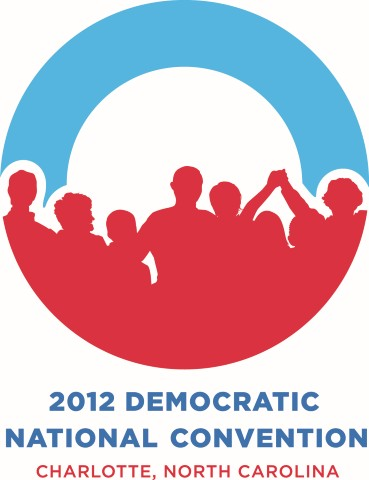 2012 DEMOCRATIC
NATIONAL CONVENTION
CHARLOTTE, NORTH CAROLINA